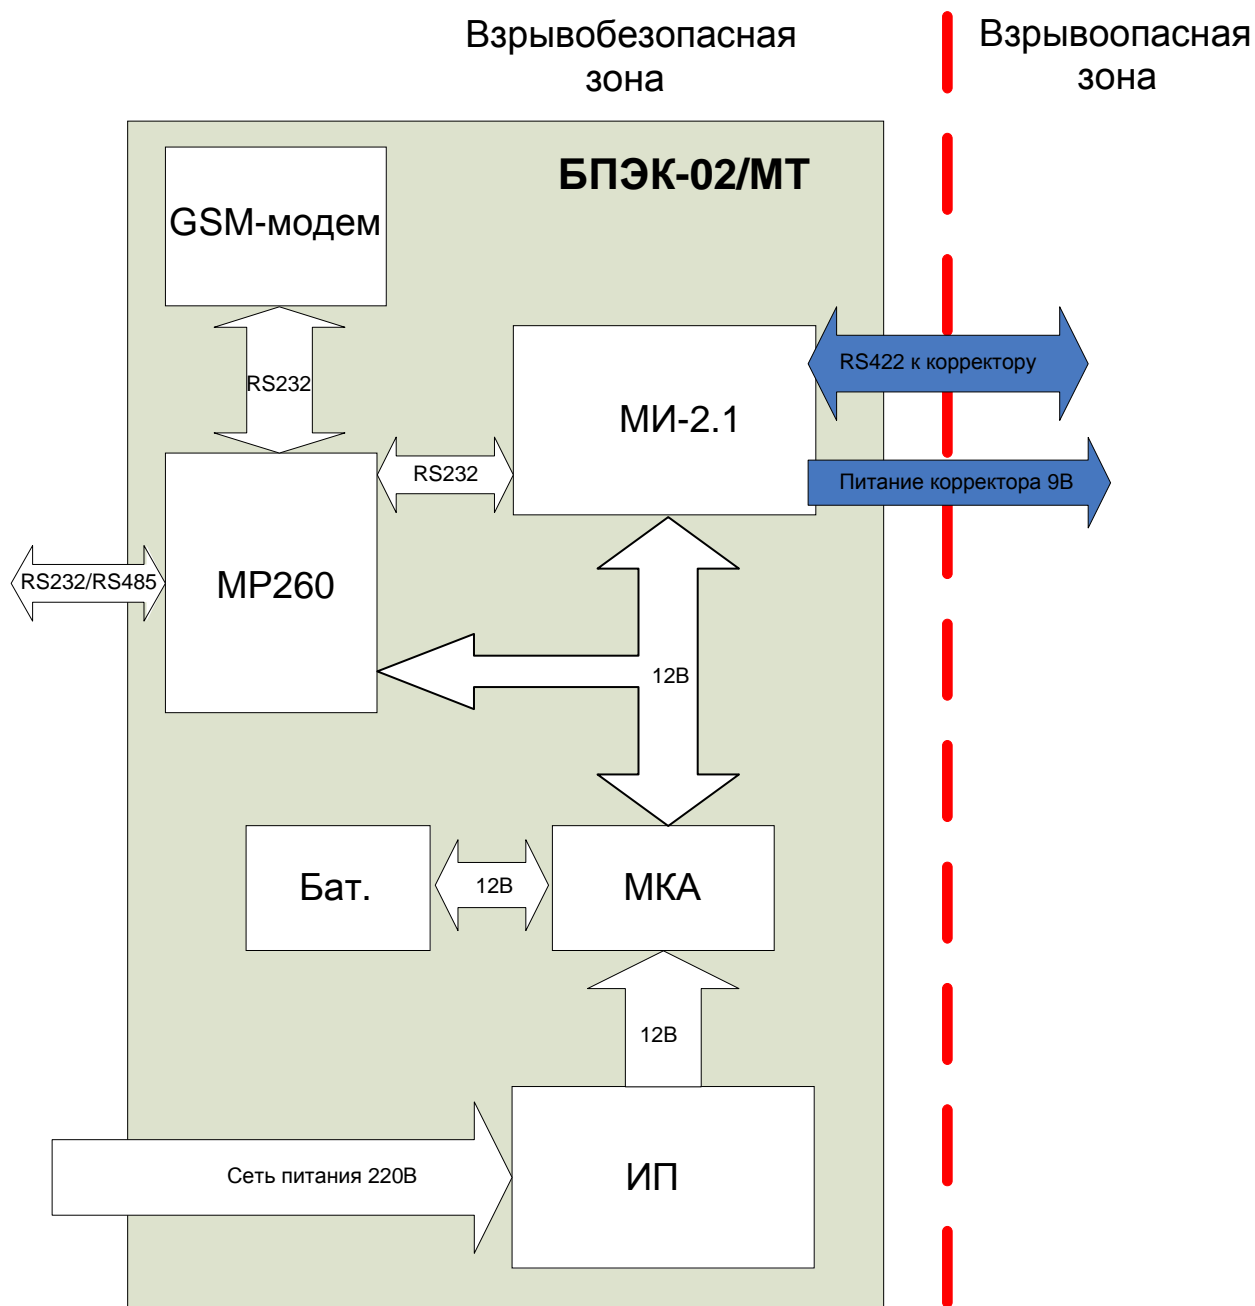 Взрывобезопасная
зона
Взрывоопасная
зона
БПЭК-02/МТ
GSM-модем
RS232
МИ-2.1
RS422 к корректору
RS232
Питание корректора 9В
RS232/RS485
МР260
12В
Бат.
12В
МКА
12В
Сеть питания 220В
ИП